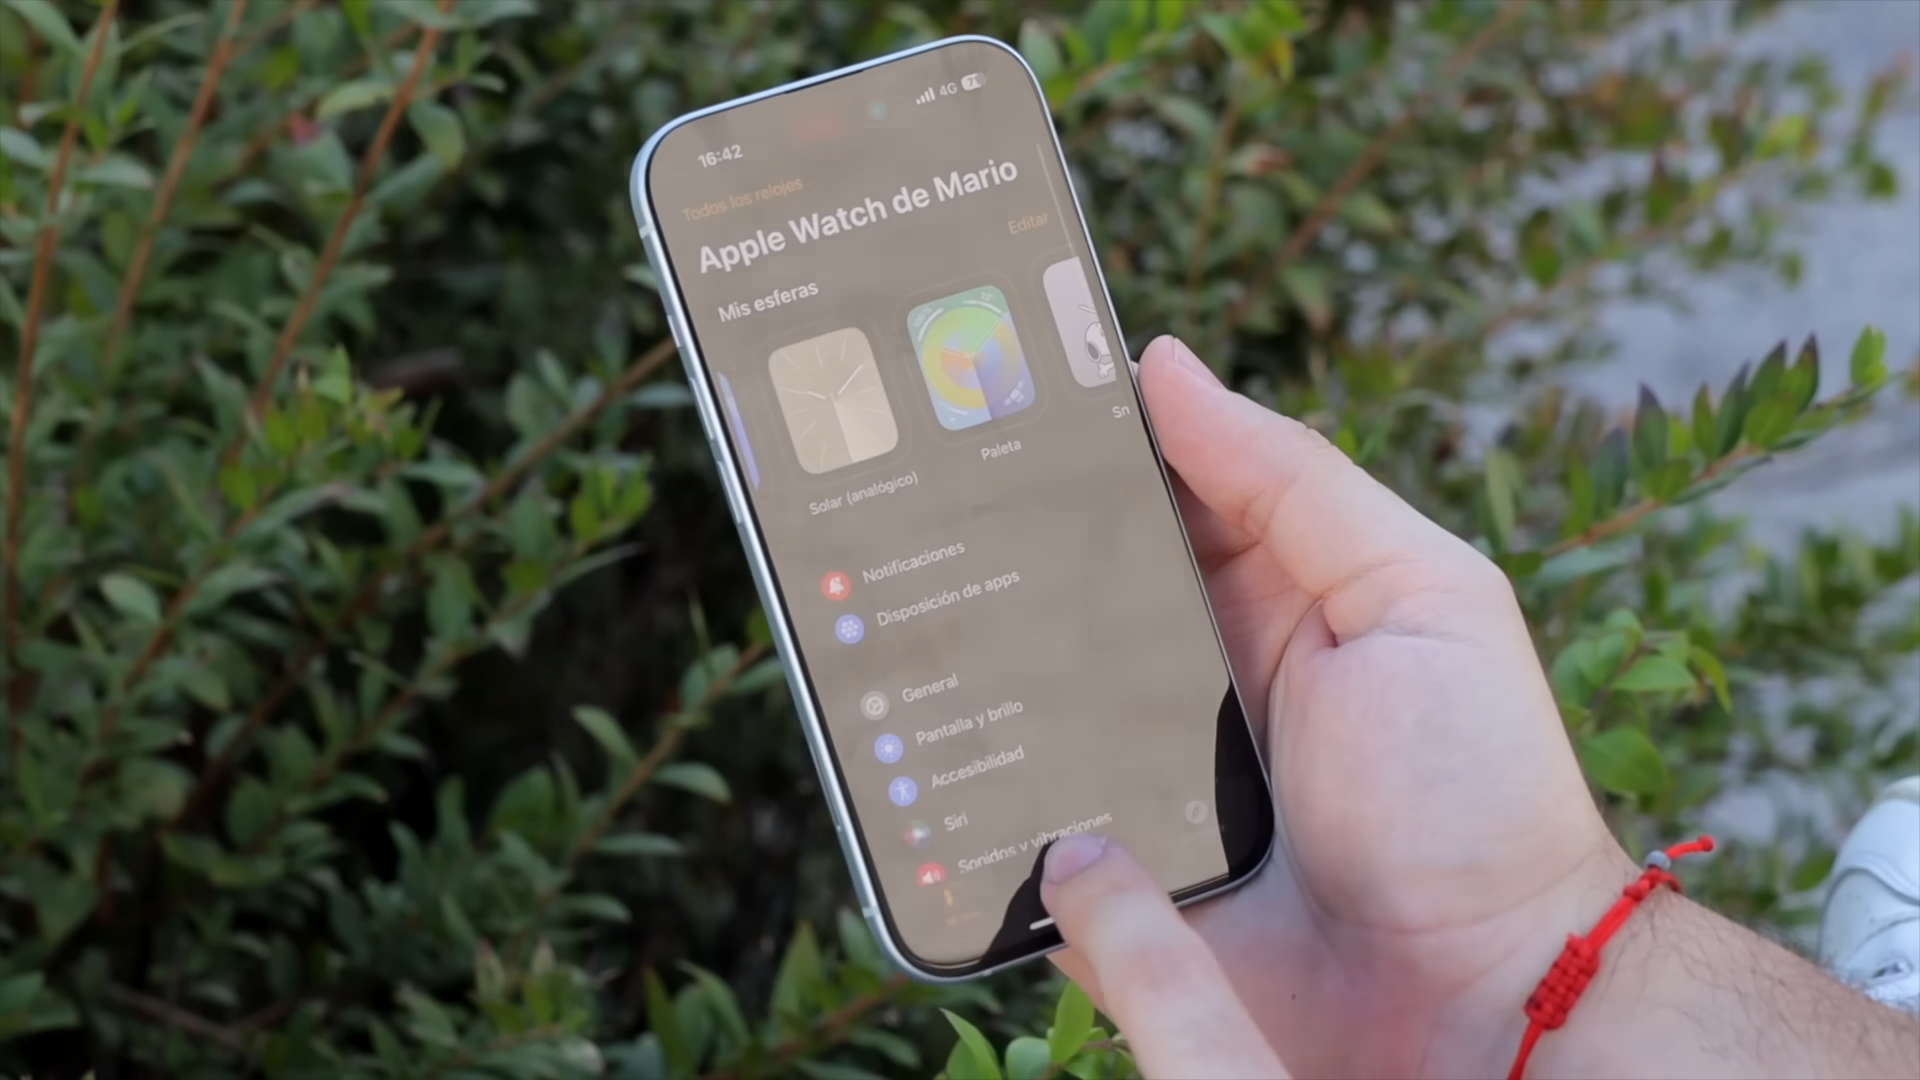 16:42
4G
Todos los relojes
Apple Watch de Mario
Mis esferas
Editar
Solar (analógico)
Paleta
Sn
Notificaciones
Disposición de apps
General
Pantalla y brillo
Accesibilidad
Siri
Sonidos y vibraciones